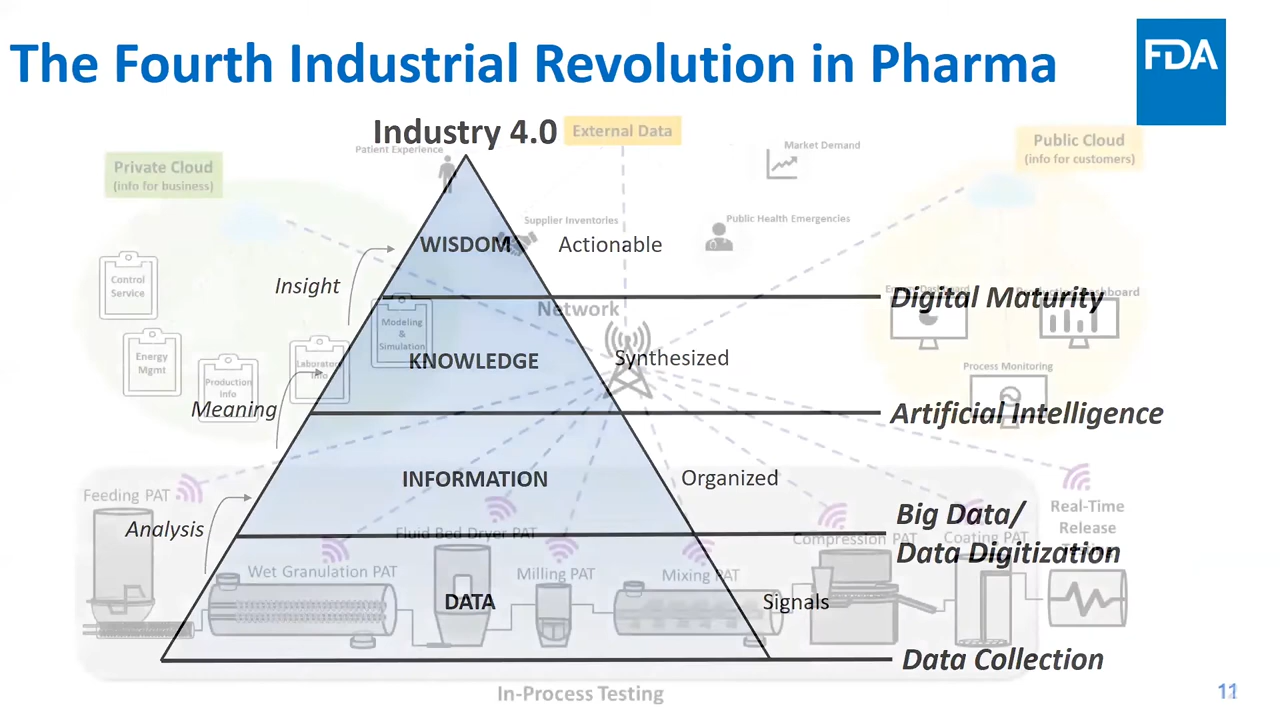 The Fourth Industrial Revolution in Pharma
FDA
Industry 4.0
External Data
Patient Experience
Market Demand
Public Cloud
(info for customers)
Private Cloud
(info for business)
Supplier Inventories
Public Health Emergencies
WISDOM
Actionable
Control
Service
Insight
Digital Maturity
Network
Modeling
&
Simulation
KNOWLEDGE
Synthesized
Energy
Mgmt
Production
Info
Process Monitoring
Meaning
Artificial Intelligence
INFORMATION
Organized
Feeding PAT
Analysis
Fluid Bed Dryer PAT
Real-Time
Release
Big Data/
Data Digitization
Compression PAT
Coating PAT
Wet Granulation PAT
Milling PAT
Mixing PAT
DATA
Signals
Data Collection
In-Process Testing